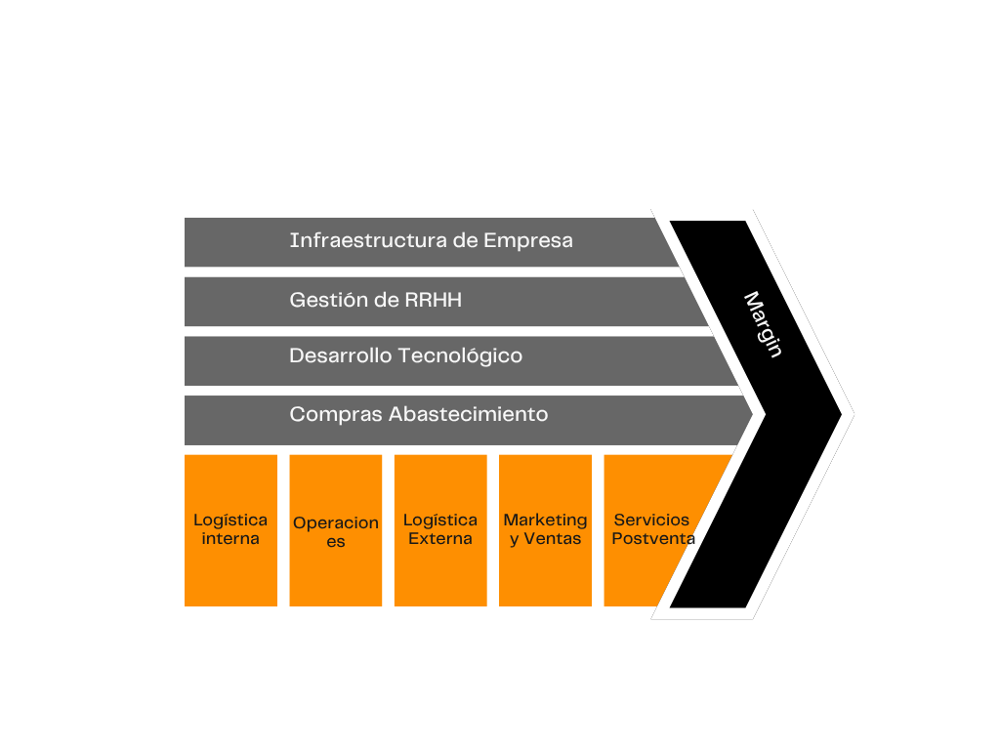 Infraestructura de Empresa
Gestión de RRHH
Desarrollo Tecnológico
Compras Abastecimiento
Margin
Logística
interna
Operacion
es
Logística
Externa
Marketing
y Ventas
Servicios
Postventa